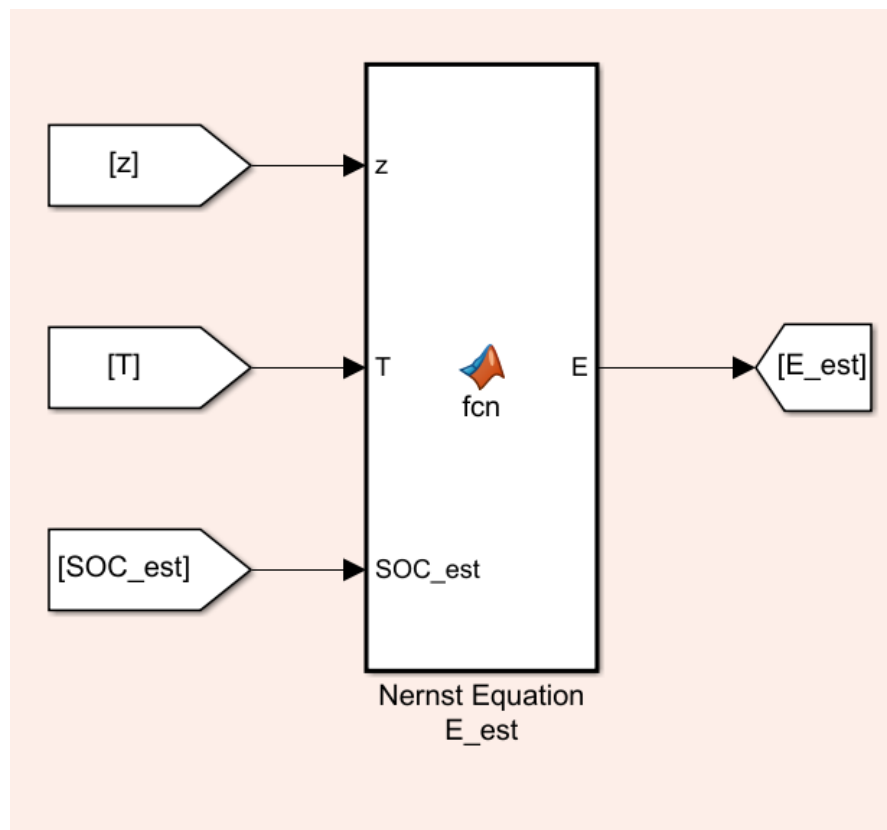 [z]
z
[T]
T
fcn
E
[E_est]
[SOC_est]
SOC_est
Nernst Equation
E_est